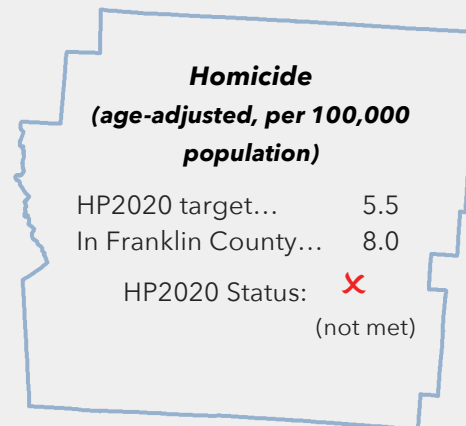 Homicide
(age-adjusted, per 100,000
population)
HP2020 target… 5.5
In Franklin County… 8.0
HP2020 Status: ✗
(not met)